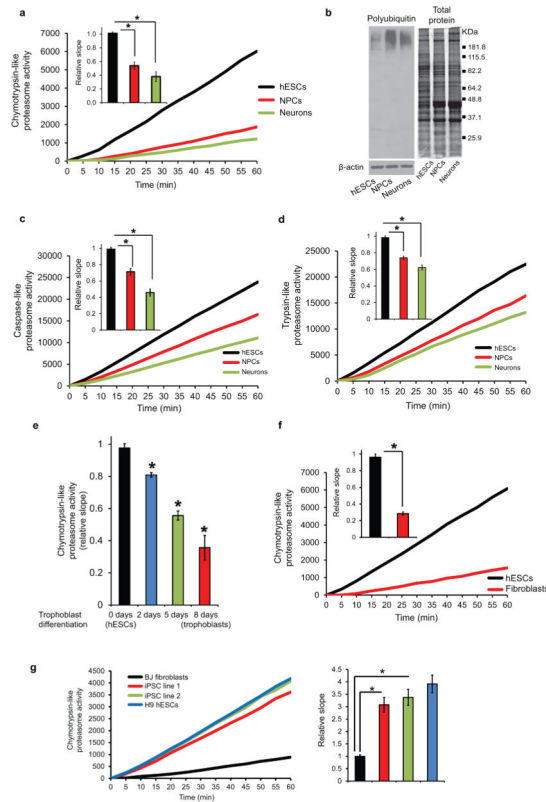 a
Chymotrypsin-like
proteasome activity
7000
6000
5000
4000
3000
2000
1000
0
0 5 10 15 20 25 30 35 40 45 50 55 60
Time (min)
Relative slope
1.0
0.8
0.6
0.4
0.2
0.0
*
*
hESCs
NPCs
Neurons
b
Polyubiquitin
Total
protein
KDa
181.8
115.5
82.2
64.2
48.8
37.1
25.9
β-actin
hESCs
NPCs
Neurons
hESCs
NPCs
Neurons
c
Caspase-like
proteasome activity
30000
25000
20000
15000
10000
5000
0
0 5 10 15 20 25 30 35 40 45 50 55 60
Time (min)
Relative slope
1
0.8
0.6
0.4
0.2
0
*
*
hESCs
NPCs
Neurons
d
Trypsin-like
proteasome activity
25000
20000
15000
10000
5000
0
0 5 10 15 20 25 30 35 40 45 50 55 60
Time (min)
Relative slope
1
0.8
0.6
0.4
0.2
0
*
*
hESCs
NPCs
Neurons
e
Chymotrypsin-like
proteasome activity
(relative slope)
1
0.8
0.6
0.4
0.2
0
*
*
*
Trophoblast
differentiation
0 days 2 days 5 days 8 days
(hESCs) (trophoblasts)
f
Chymotrypsin-like
proteasome activity
7000
6000
5000
4000
3000
2000
1000
0
0 5 10 15 20 25 30 35 40 45 50 55 60
Time (min)
Relative slope
1
0.8
0.6
0.4
0.2
0
*
hESCs
Fibroblasts
g
Chymotrypsin-like
proteasome activity
4500
4000
3500
3000
2500
2000
1500
1000
500
0
0 5 10 15 20 25 30 35 40 45 50 55 60
Time (min)
BJ fibroblasts
iPSC line 1
iPSC line 2
H9 hESCs
Relative slope
4.5
4
3.5
3
2.5
2
1.5
1
0.5
0
*
*